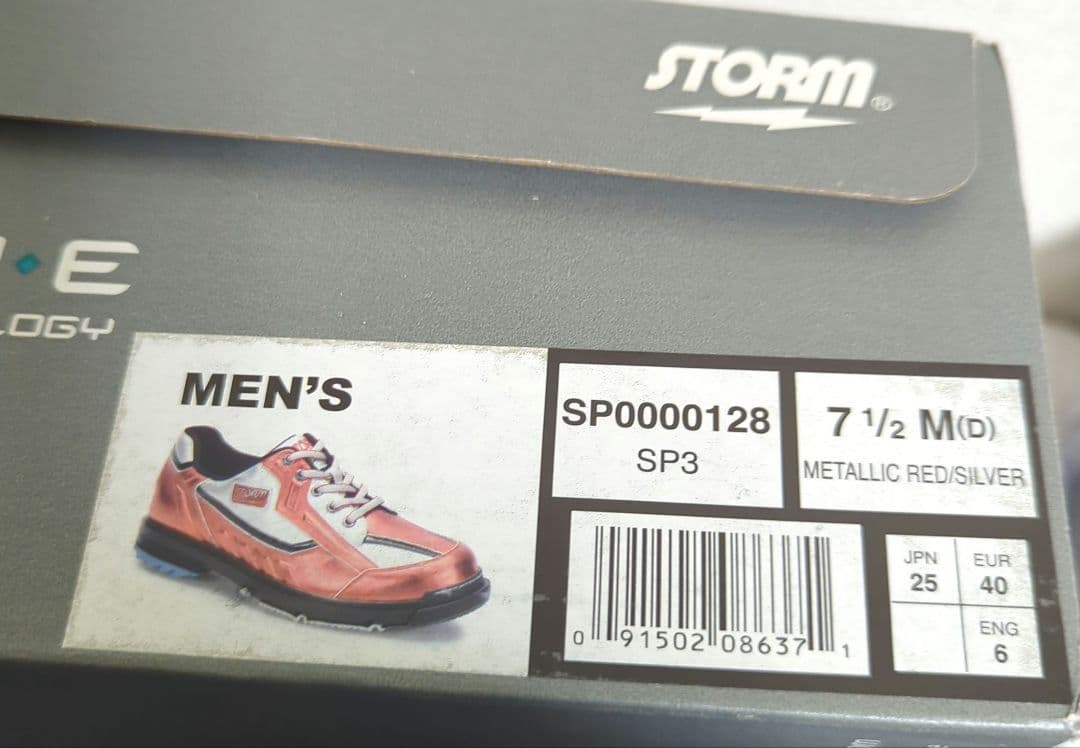 STORM®
E
LOGY
MEN'S
STORM
SP0000128
SP3
7 1/2 M(D)
METALLIC RED/SILVER
0 91502 08637 1
JPN
25
EUR
40
ENG
6